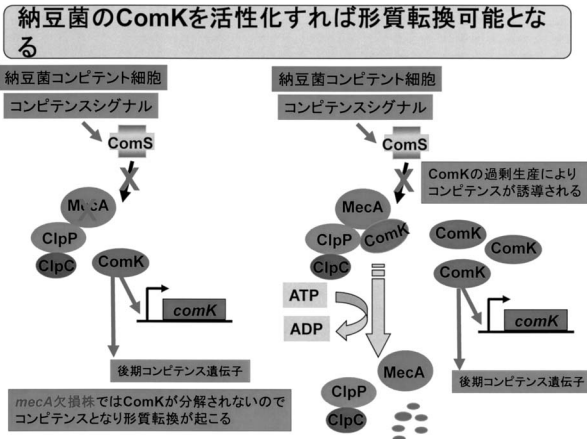 納豆菌のComKを活性化すれば形質転換可能とな
る
納豆菌コンピテント細胞
コンピテンスシグナル
ComS
MecA
ClpP
ClpC
ComK
comK
後期コンピテンス遺伝子
mecA欠損株ではComKが分解されないので
コンピテンスとなり形質転換が起こる
納豆菌コンピテント細胞
コンピテンスシグナル
ComS
ComKの過剰生産により
コンピテンスが誘導される
MecA
ClpP
ComK
ClpC
ComK
ComK
ComK
ATP
ADP
comK
後期コンピテンス遺伝子
MecA
ClpP
ClpC